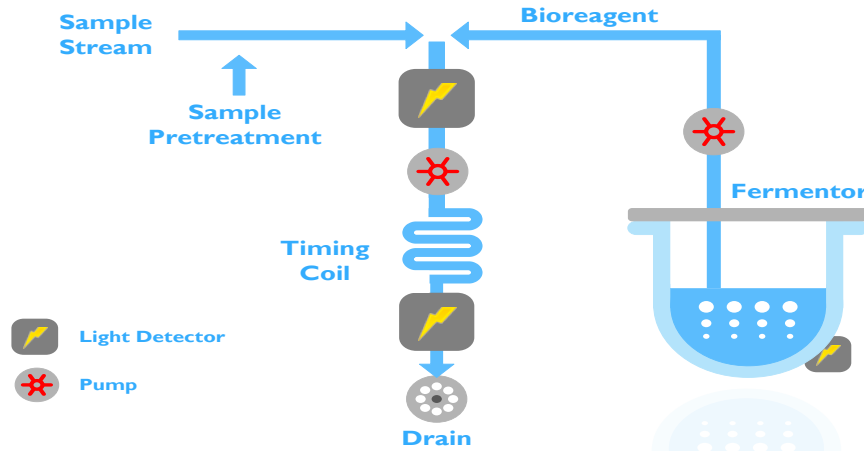 Sample
Stream
Bioreagent
Sample
Pretreatment
Fermentor
Timing
Coil
Light Detector
Pump
Drain